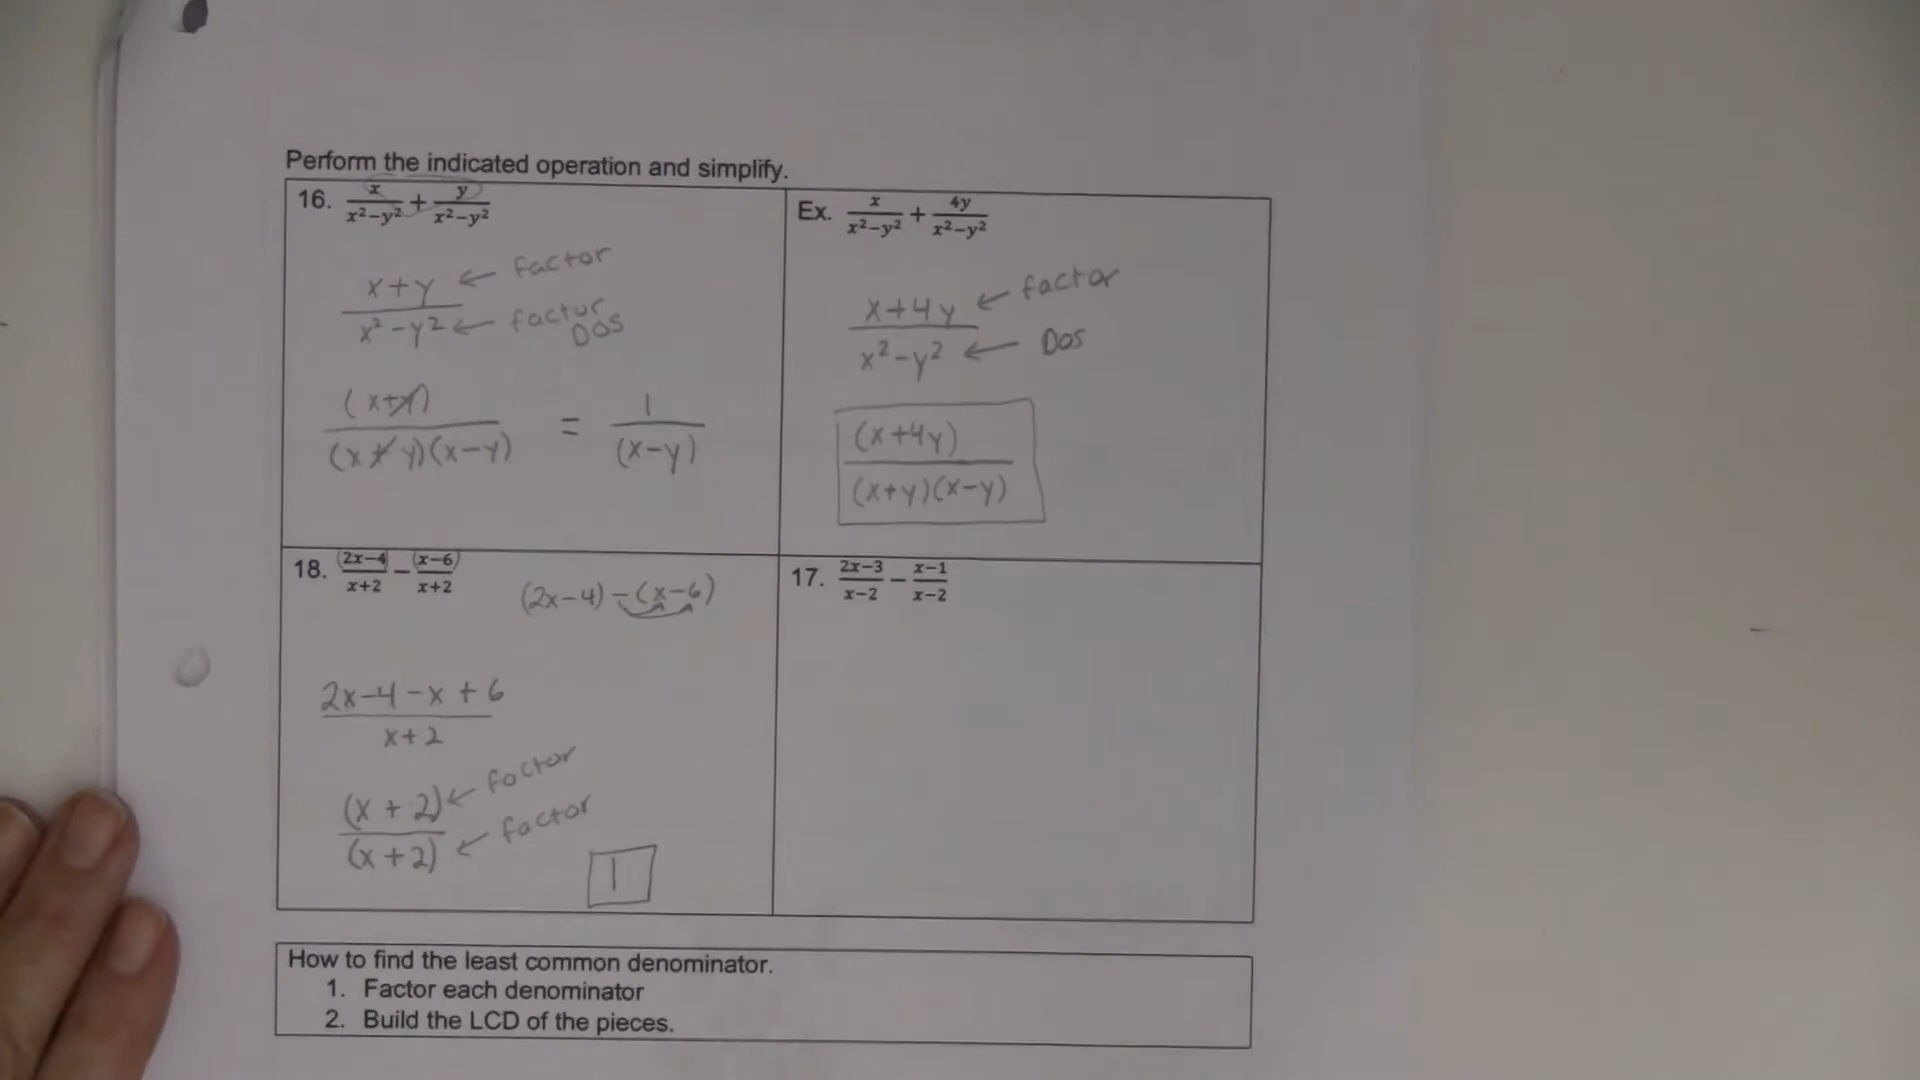 Perform the indicated operation and simplify.
16. x/(x²−y²) + y/(x²−y²)
x+y ← factor
x²−y² ← factor
DOS
(x+y)
(x+y)(x−y)
=
1
(x−y)
Ex. x/(x²−y²) + 4y/(x²−y²)
x+4y ← factor
x²−y² ← DOS
(x+4y)
(x+y)(x−y)
18. (2x−4)/(x+2) − (x−6)/(x+2)
(2x−4) −(x−6)
2x−4−x+6
x+2
(x+2) ← factor
(x+2) ← factor
1
17. 2x−3/x−2 − x−1/x−2
How to find the least common denominator.
1. Factor each denominator
2. Build the LCD of the pieces.